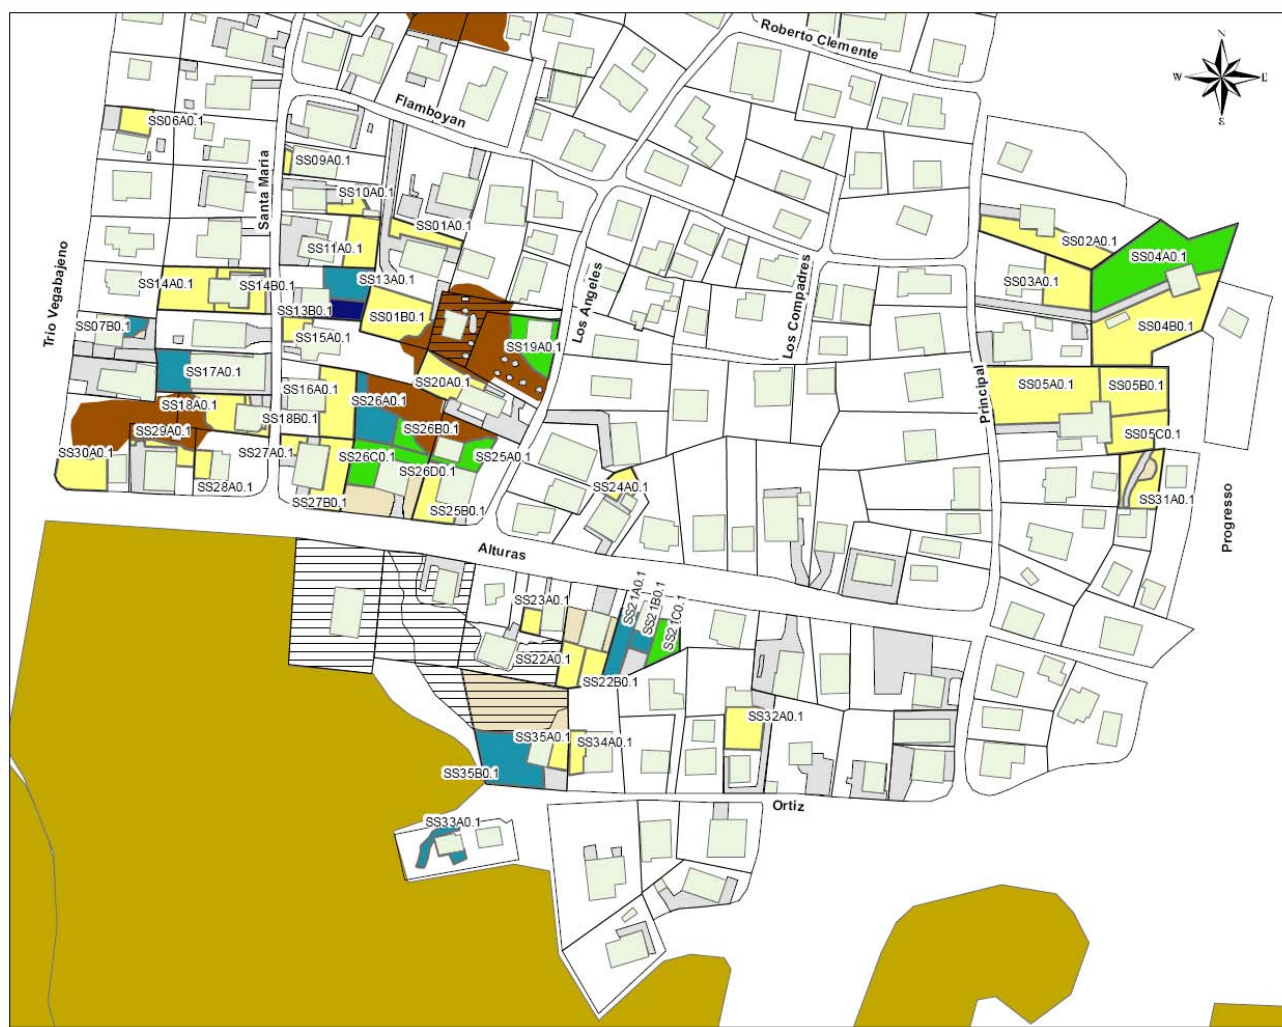 Roberto Clemente
N
W
E
S
Flamboyan
SS06A0.1
SS09A0.1
Santa Maria
SS10A0.1
SS01A0.1
SS02A0.1
SS11A0.1
SS04A0.1
Trio Vegabajeno
SS14A0.1
SS14B0.1
SS13A0.1
SS03A0.1
Los Angeles
Los Compadres
SS13B0.1
SS01B0.1
SS07B0.1
SS15A0.1
SS19A0.1
SS04B0.1
SS17A0.1
SS20A0.1
SS16A0.1
SS05A0.1
SS05B0.1
Principal
SS18A0.1
SS26A0.1
SS18B0.1
SS29A0.1
SS26B0.1
SS05C0.1
SS30A0.1
SS27A0.1
SS26C0.1
SS25A0.1
SS26D0.1
SS28A0.1
SS24A0.1
SS31A0.1
SS27B0.1
SS25B0.1
Progresso
Alturas
SS23A0.1
SS21A0.1
SS21B0.1
SS21C0.1
SS22A0.1
SS22B0.1
SS32A0.1
SS35A0.1
SS34A0.1
SS35B0.1
Ortiz
SS33A0.1